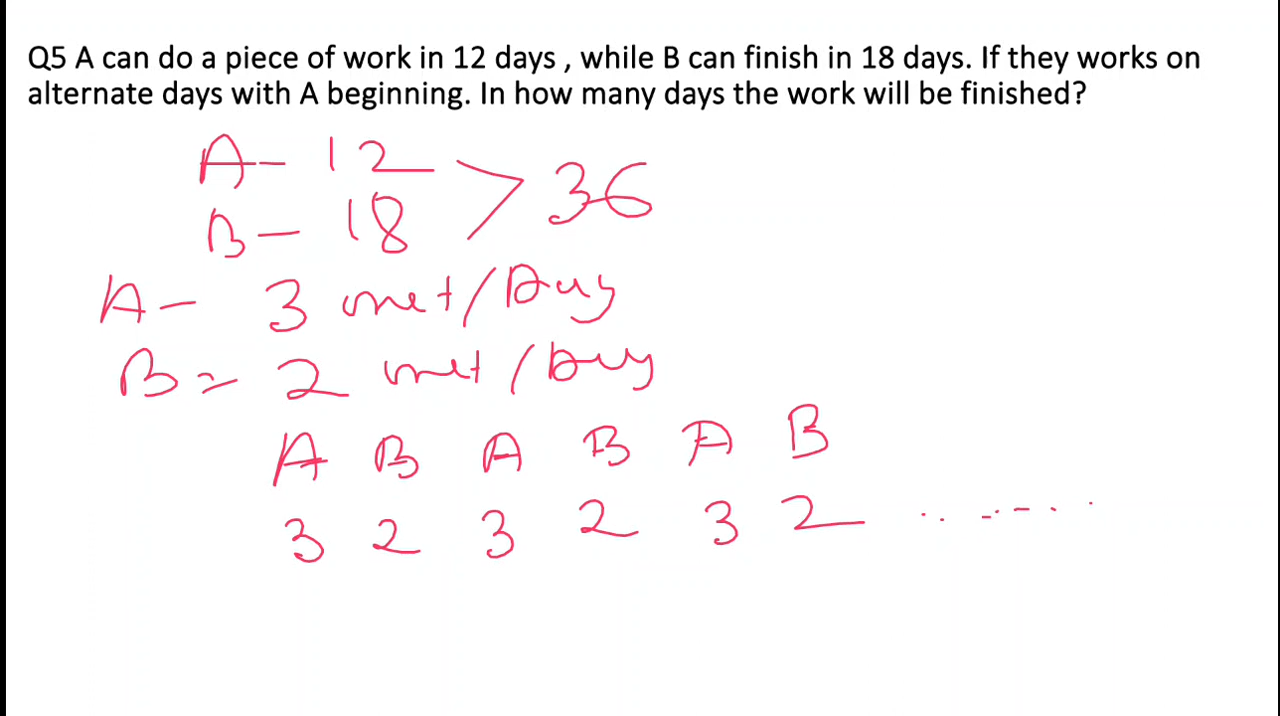 Q5 A can do a piece of work in 12 days , while B can finish in 18 days. If they works on
alternate days with A beginning. In how many days the work will be finished?
A - 12
B - 18 > 36
A - 3 unit/Day
B = 2 unit/Day
A B A B A B
3 2 3 2 3 2 ......